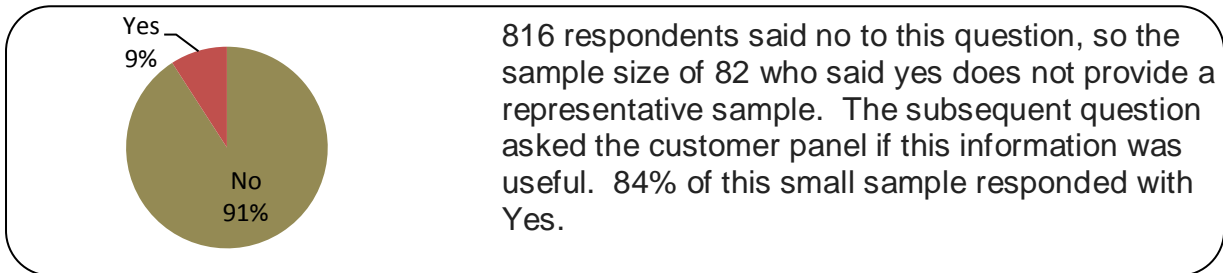 Yes
9%
No
91%
816 respondents said no to this question, so the
sample size of 82 who said yes does not provide a
representative sample.  The subsequent question
asked the customer panel if this information was
useful.  84% of this small sample responded with
Yes.